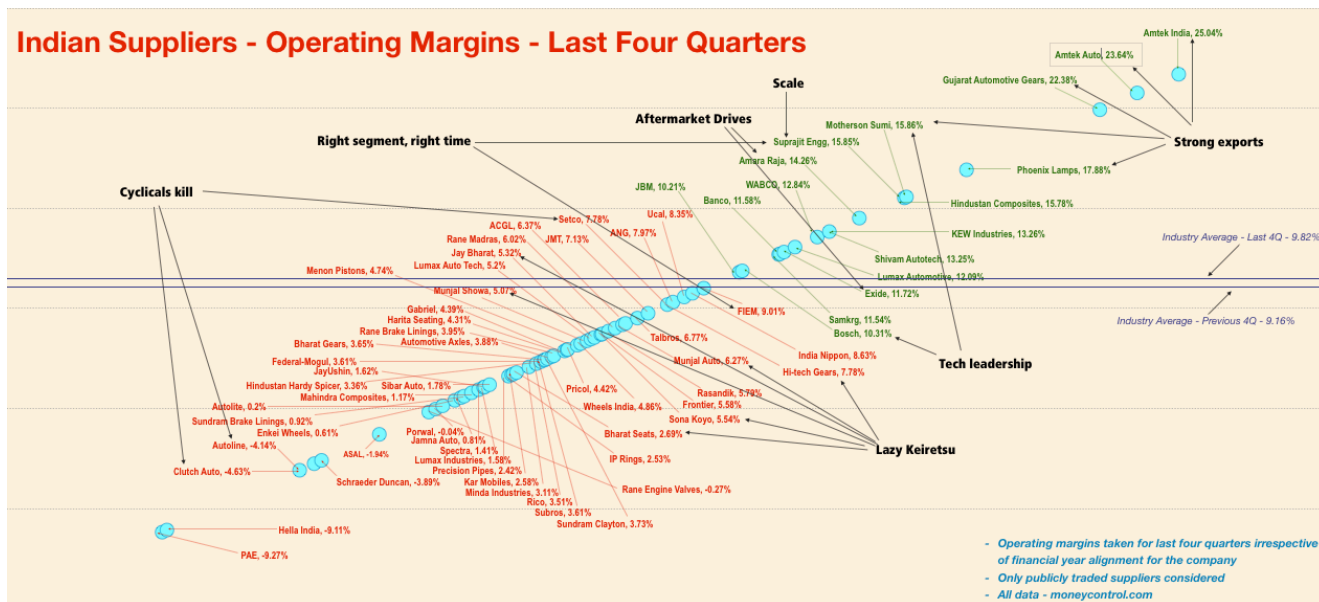 Indian Suppliers - Operating Margins - Last Four Quarters
Amtek India, 25.04%
Amtek Auto, 23.64%
Gujarat Automotive Gears, 22.38%
Scale
Aftermarket Drives
Motherson Sumi, 15.86%
Right segment, right time
Suprajit Engg, 15.85%
Strong exports
Amara Raja, 14.26%
Phoenix Lamps, 17.88%
Cyclicals kill
JBM, 10.21%
WABCO, 12.84%
Banco, 11.58%
Hindustan Composites, 15.78%
Setco, 7.78%
Ucal, 8.35%
ACGL, 6.37%
ANG, 7.97%
KEW Industries, 13.26%
Rane Madras, 6.02%
JMT, 7.13%
Industry Average - Last 4Q - 9.82%
Jay Bharat, 5.32%
Shivam Autotech, 13.25%
Lumax Auto Tech, 5.2%
Menon Pistons, 4.74%
Lumax Automotive, 12.09%
Munjal Showa, 5.07%
Exide, 11.72%
Gabriel, 4.39%
FIEM, 9.01%
Harita Seating, 4.31%
Samkrg, 11.54%
Industry Average - Previous 4Q - 9.16%
Rane Brake Linings, 3.95%
Bosch, 10.31%
Automotive Axles, 3.88%
Talbros, 6.77%
Bharat Gears, 3.65%
India Nippon, 8.63%
Federal-Mogul, 3.61%
Munjal Auto, 6.27%
Tech leadership
JayUshin, 1.62%
Hi-tech Gears, 7.78%
Hindustan Hardy Spicer, 3.36%
Sibar Auto, 1.78%
Pricol, 4.42%
Rasandik, 5.79%
Mahindra Composites, 1.17%
Wheels India, 4.86%
Frontier, 5.58%
Autolite, 0.2%
Sona Koyo, 5.54%
Sundram Brake Linings, 0.92%
Enkei Wheels, 0.61%
Porwal, -0.04%
Bharat Seats, 2.69%
Autoline, -4.14%
Jamna Auto, 0.81%
Lazy Keiretsu
ASAL, -1.94%
Spectra, 1.41%
Lumax Industries, 1.58%
IP Rings, 2.53%
Clutch Auto, -4.63%
Precision Pipes, 2.42%
Schraeder Duncan, -3.89%
Kar Mobiles, 2.58%
Rane Engine Valves, -0.27%
Minda Industries, 3.11%
Rico, 3.51%
Subros, 3.61%
Sundram Clayton, 3.73%
Hella India, -9.11%
PAE, -9.27%
- Operating margins taken for last four quarters irrespective
of financial year alignment for the company
- Only publicly traded suppliers considered
- All data - moneycontrol.com